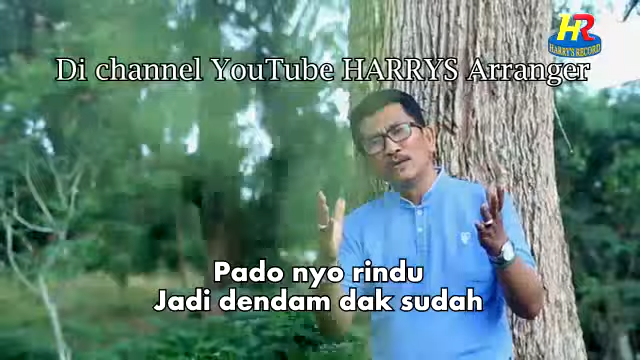 HR
HARRY'S RECORD
Di channel YouTube HARRYS Arranger
Pado nyo rindu
Jadi dendam dak sudah